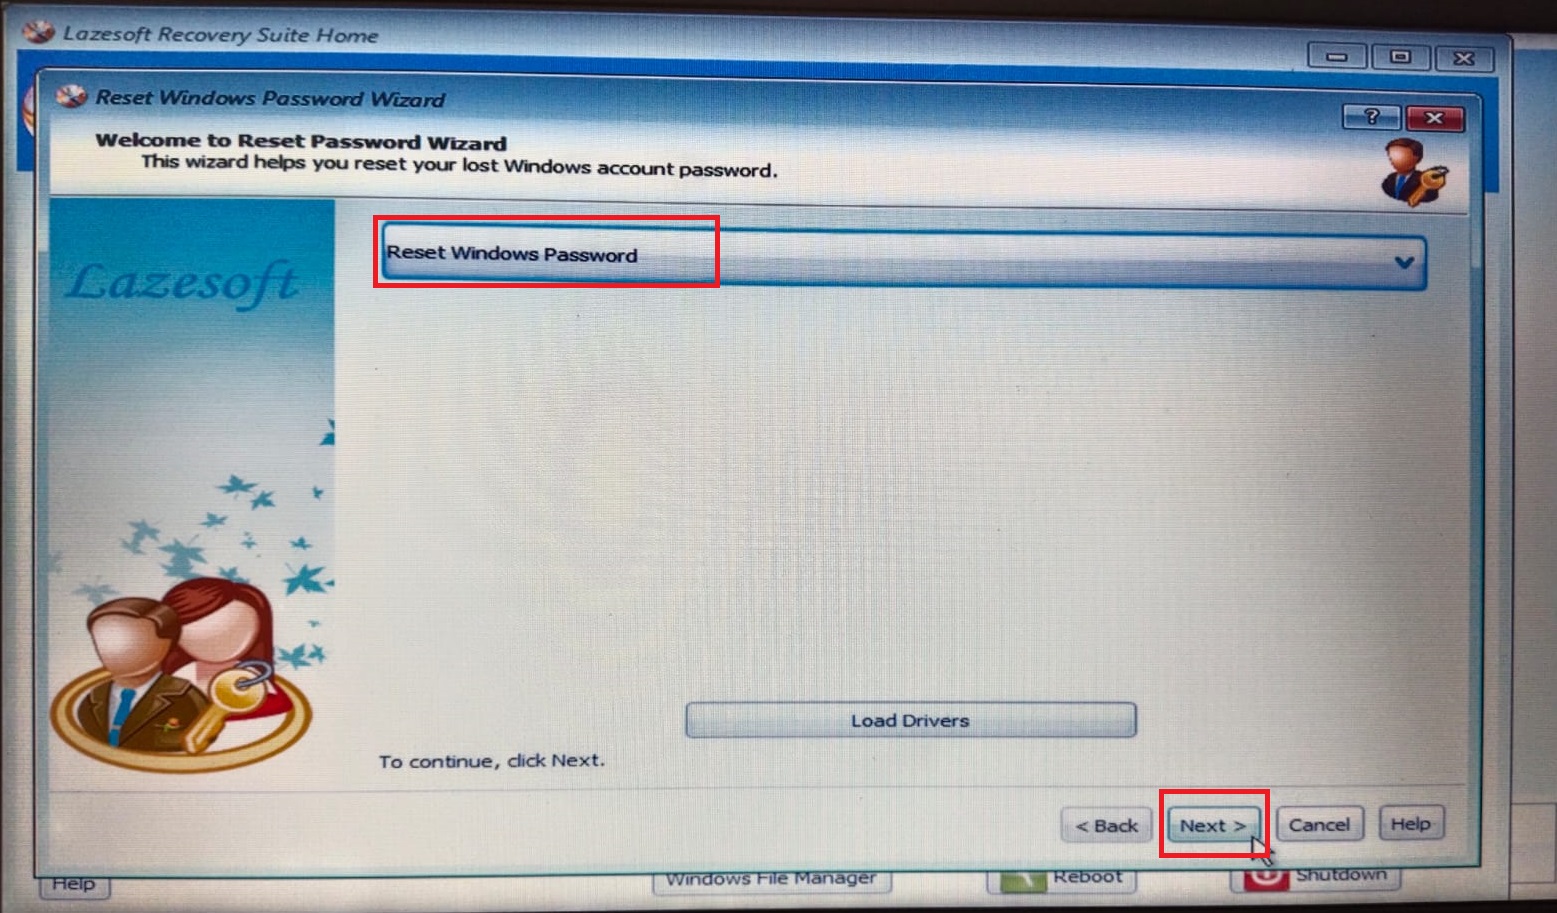 Lazesoft Recovery Suite Home
Reset Windows Password Wizard
?
Welcome to Reset Password Wizard
This wizard helps you reset your lost Windows account password.
Lazesoft
Reset Windows Password
Load Drivers
To continue, click Next.
< Back
Next >
Cancel
Help
Help
Windows File Manager
Reboot
Shutdown